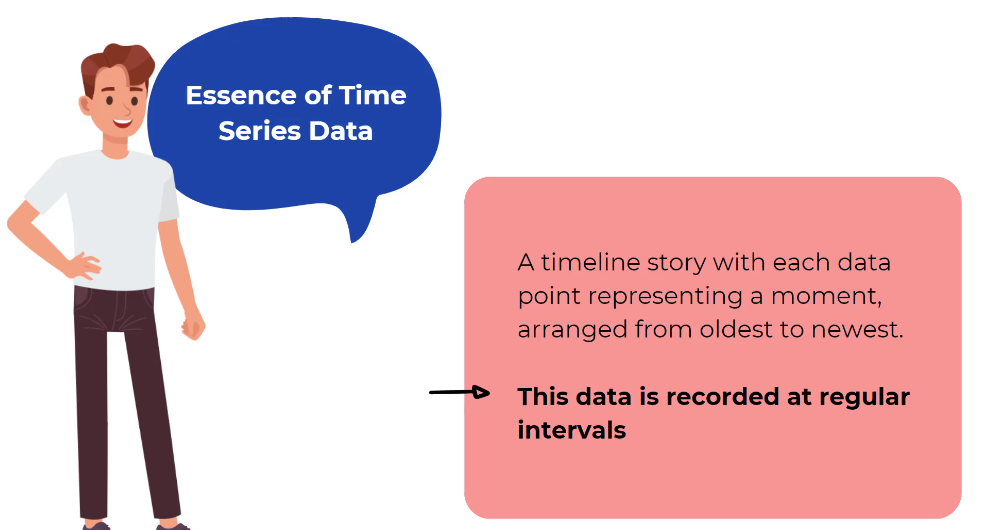 Essence of Time
Series Data
A timeline story with each data
point representing a moment,
arranged from oldest to newest.
This data is recorded at regular
intervals